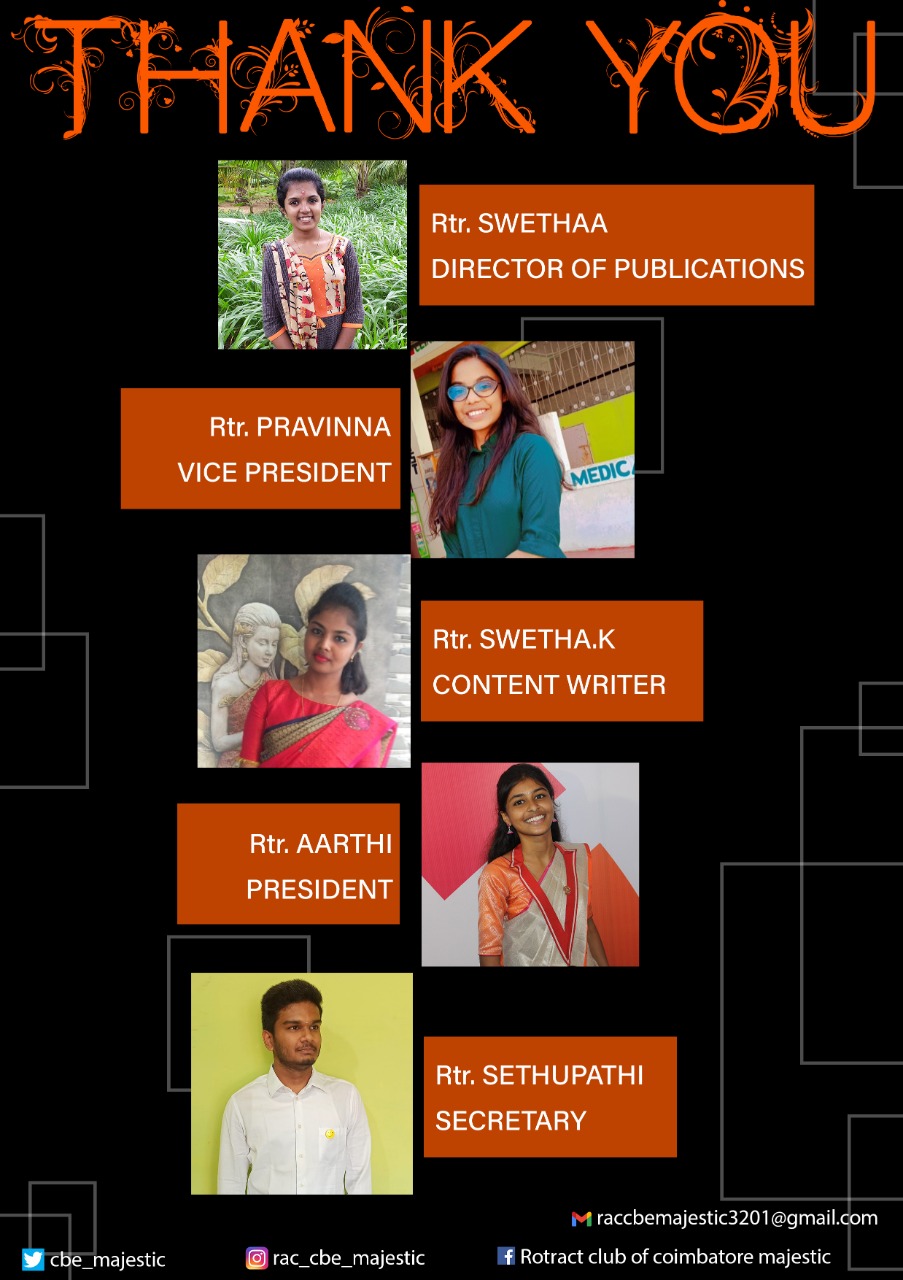 THANK YOU
Rtr. SWETHAA
DIRECTOR OF PUBLICATIONS
Rtr. PRAVINNA
VICE PRESIDENT
MEDICA
Rtr. SWETHA.K
CONTENT WRITER
Rtr. AARTHI
PRESIDENT
Rtr. SETHUPATHI
SECRETARY
raccbemajestic3201@gmail.com
cbe_majestic
rac_cbe_majestic
Rotract club of coimbatore majestic